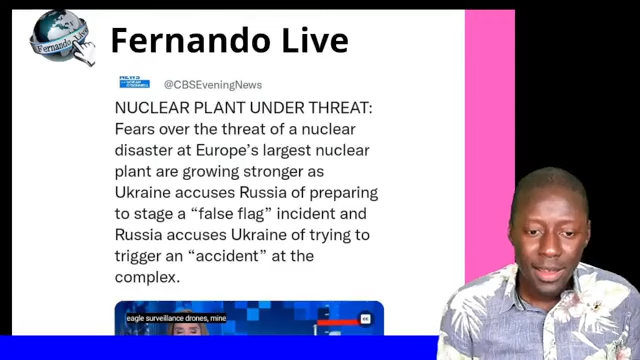 Fernando Live
Fernando Live
NEWS
@CBSEveningNews
NUCLEAR PLANT UNDER THREAT:
Fears over the threat of a nuclear
disaster at Europe's largest nuclear
plant are growing stronger as
Ukraine accuses Russia of preparing
to stage a “false flag” incident and
Russia accuses Ukraine of trying to
trigger an “accident” at the
complex.
eagle surveillance drones, mine